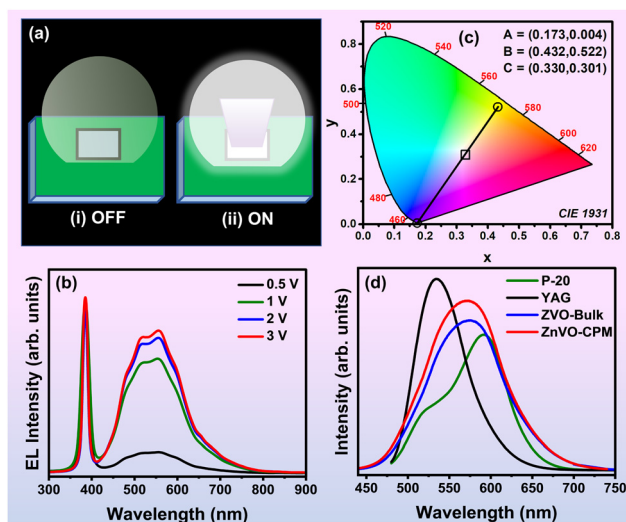 (a)
(i) OFF
(ii) ON
(c)
A = (0.173,0.004)
B = (0.432,0.522)
C = (0.330,0.301)
520
540
560
580
600
620
500
480
460
0.8
0.6
0.4
0.2
0.0
y
0.0 0.1 0.2 0.3 0.4 0.5 0.6 0.7 0.8
x
CIE 1931
(b)
0.5 V
1 V
2 V
3 V
EL Intensity (arb. units)
300 400 500 600 700 800 900
Wavelength (nm)
(d)
P-20
YAG
ZVO-Bulk
ZnVO-CPM
Intensity (arb. units)
450 500 550 600 650 700 750
Wavelength (nm)